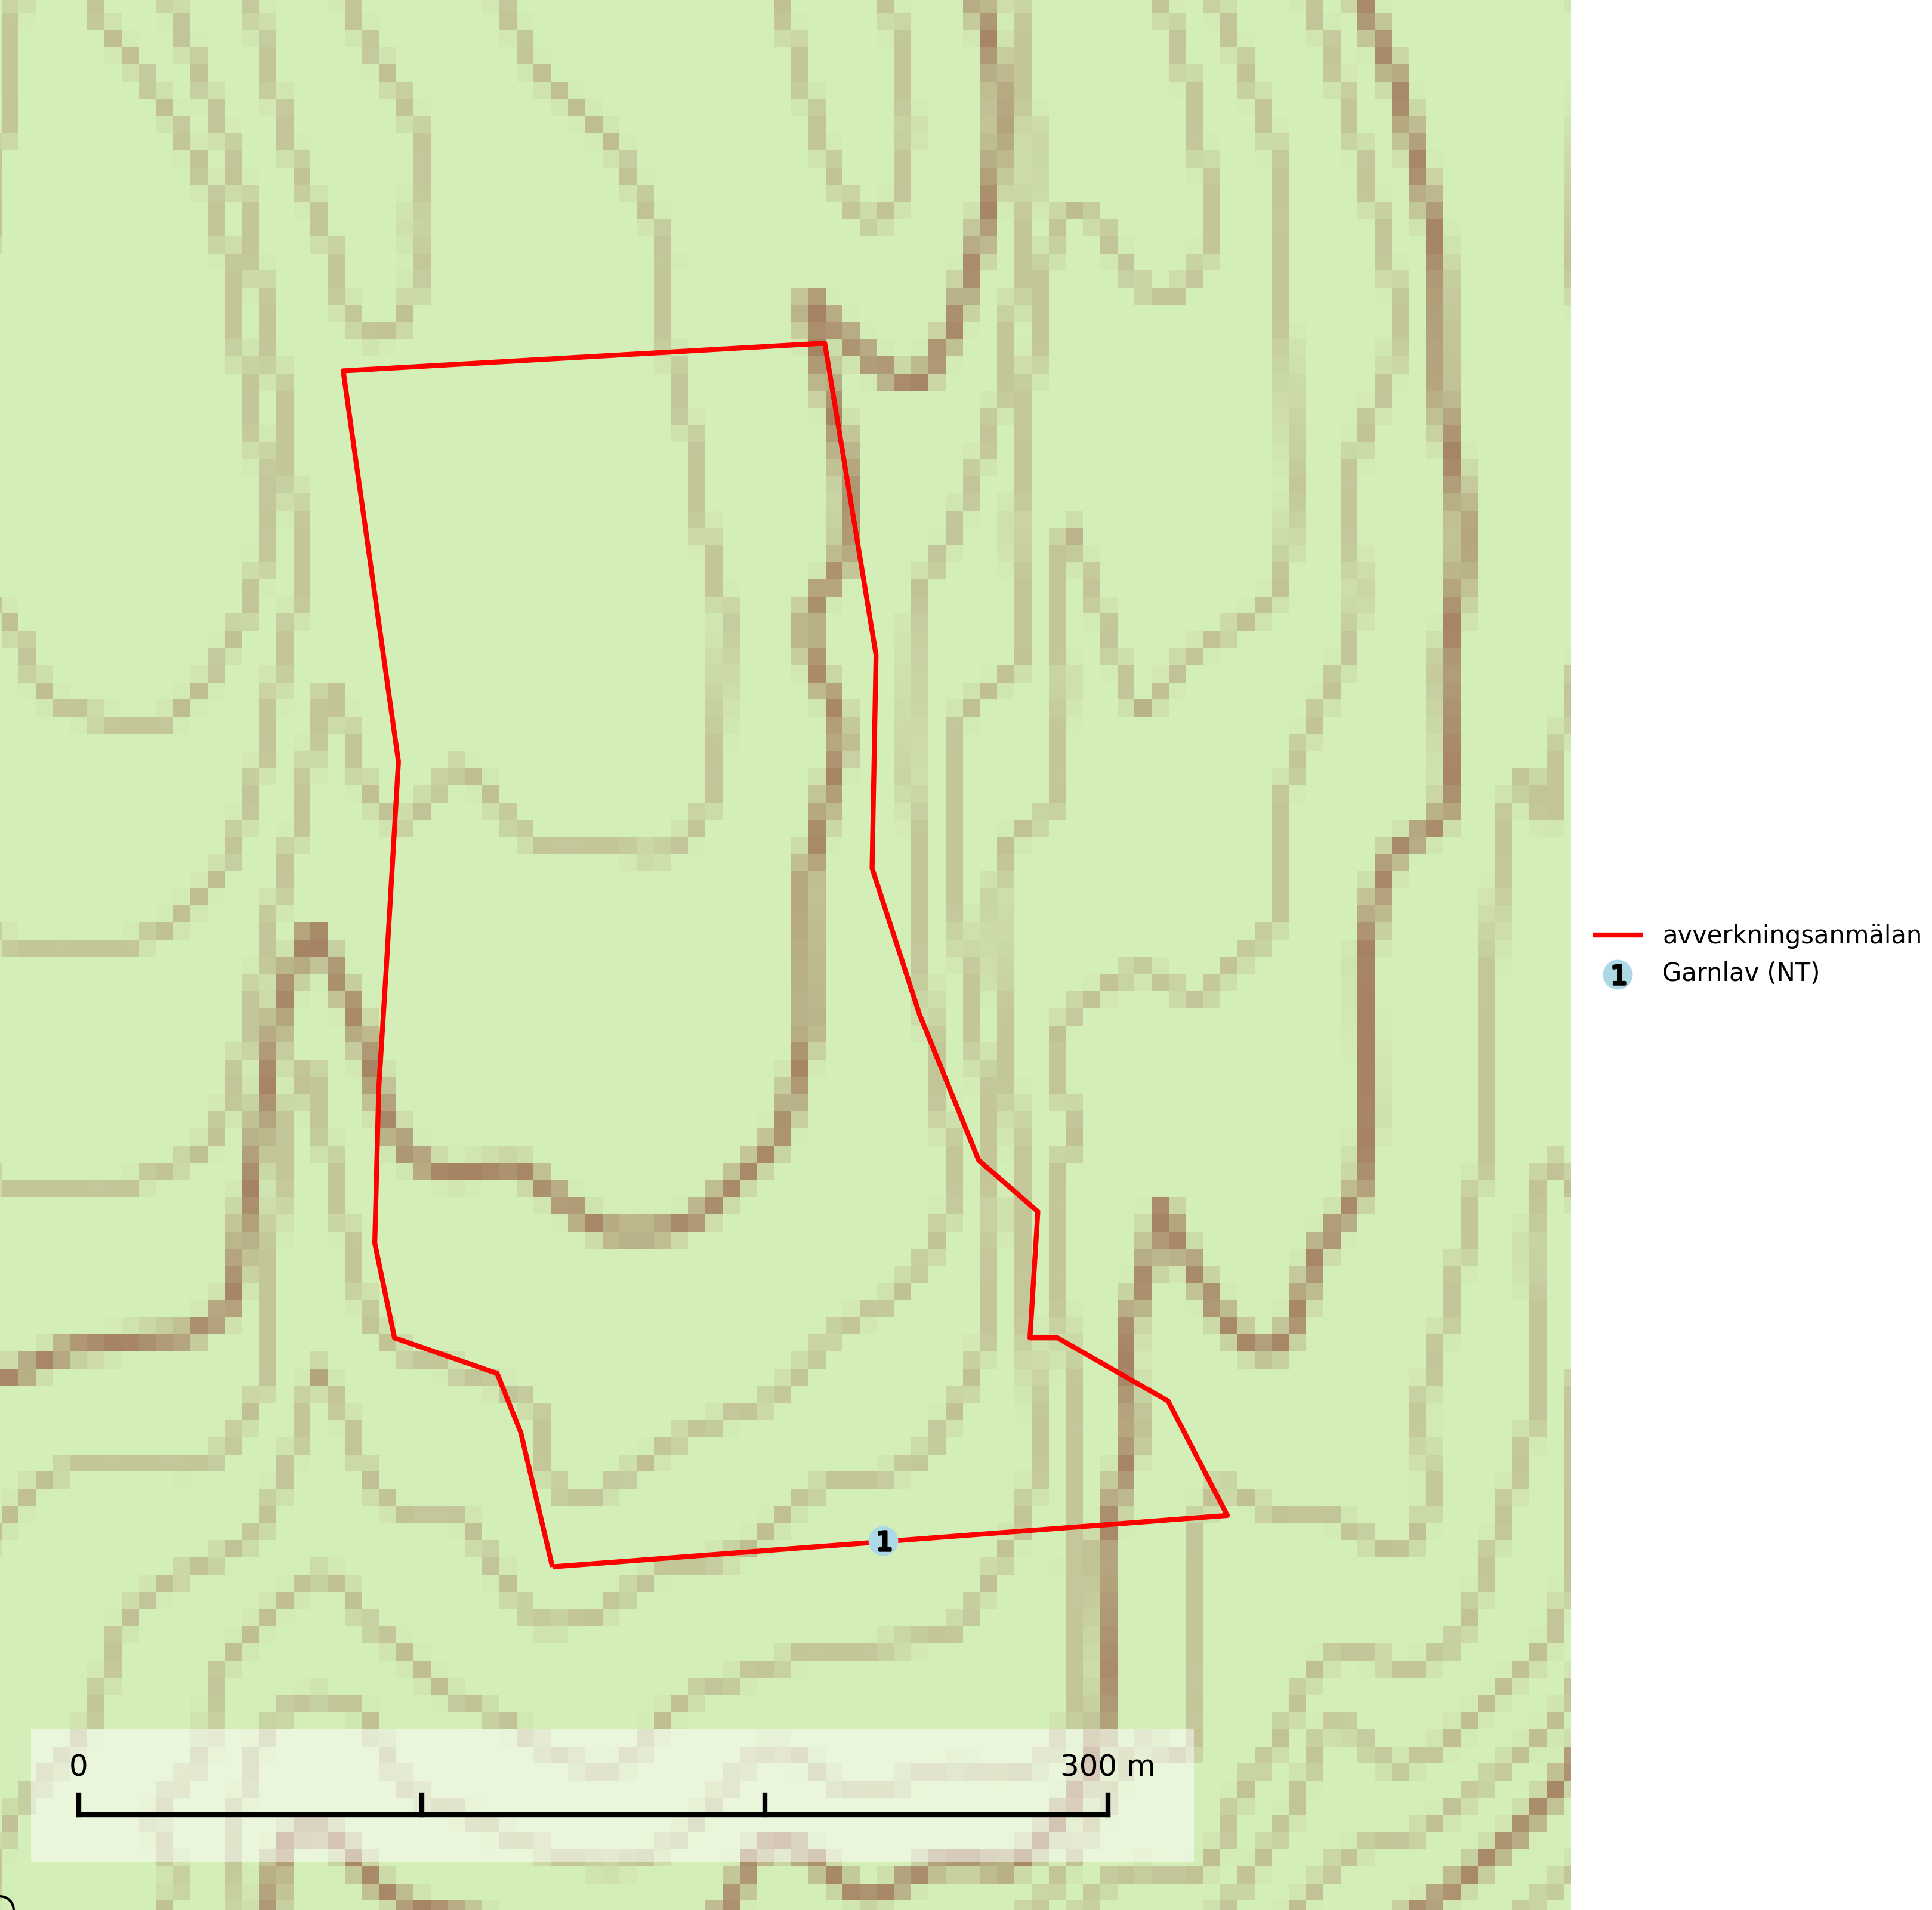 avverkningsanmälan
1 Garnlav (NT)
1
0 300 m